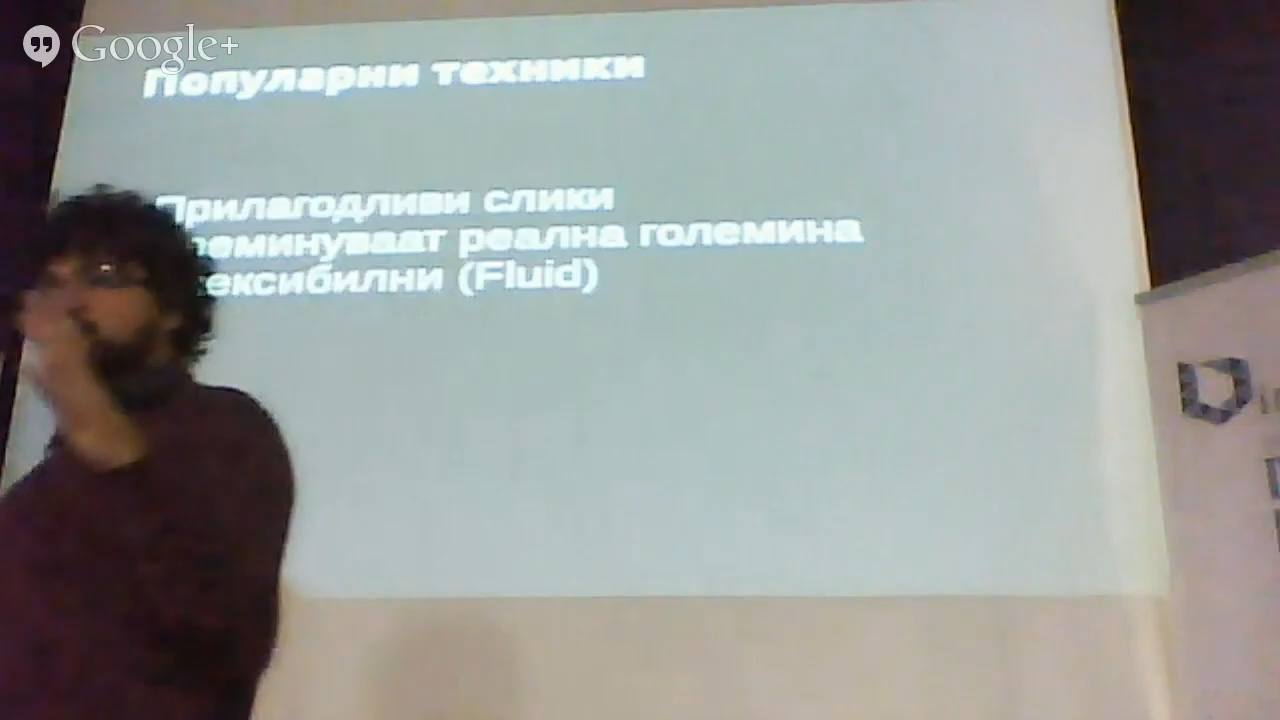 Google+
Популарни техники
Прилагодливи слики
реална големина
(Fluid)